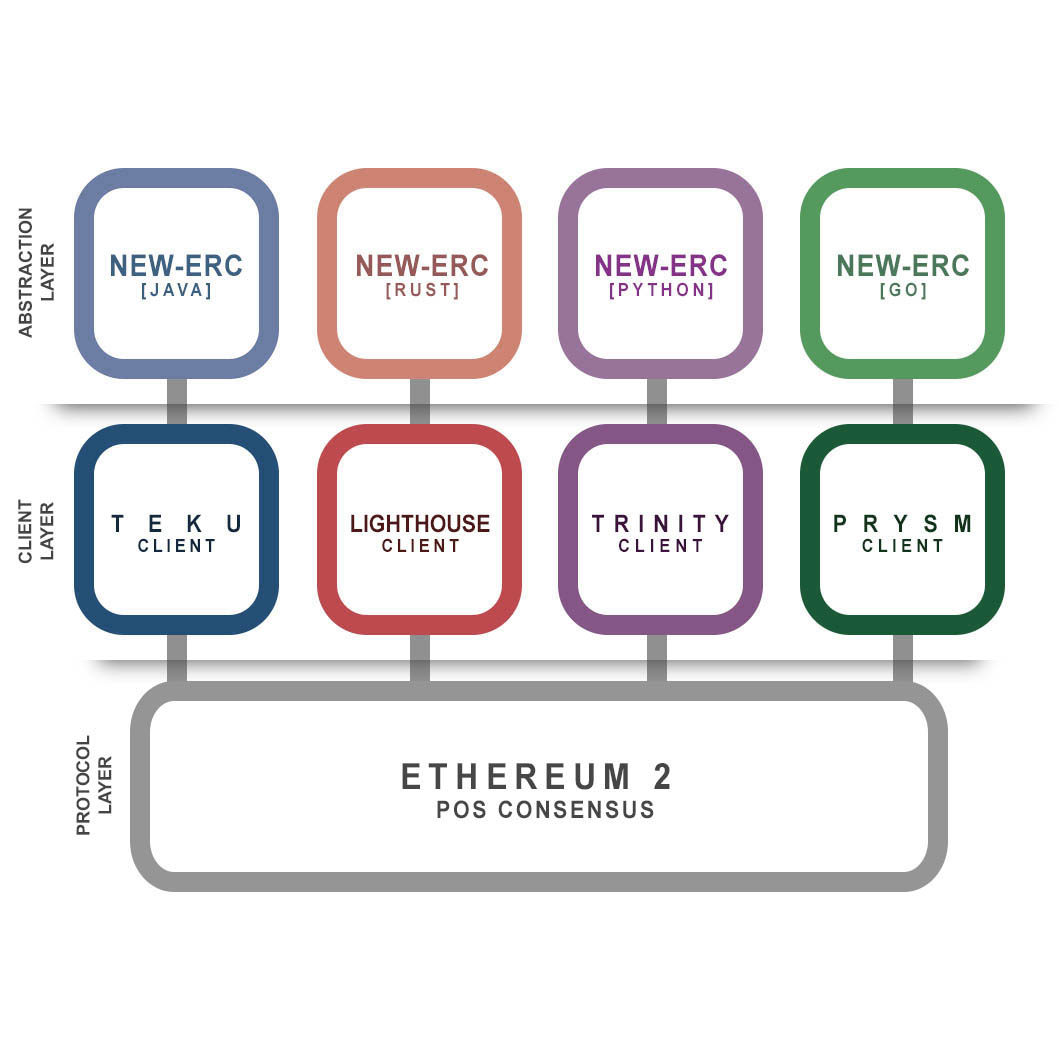 ABSTRACTION
LAYER
NEW-ERC
[JAVA]
NEW-ERC
[RUST]
NEW-ERC
[PYTHON]
NEW-ERC
[GO]
CLIENT
LAYER
TEKU
CLIENT
LIGHTHOUSE
CLIENT
TRINITY
CLIENT
PRYSM
CLIENT
PROTOCOL
LAYER
ETHEREUM 2
POS CONSENSUS